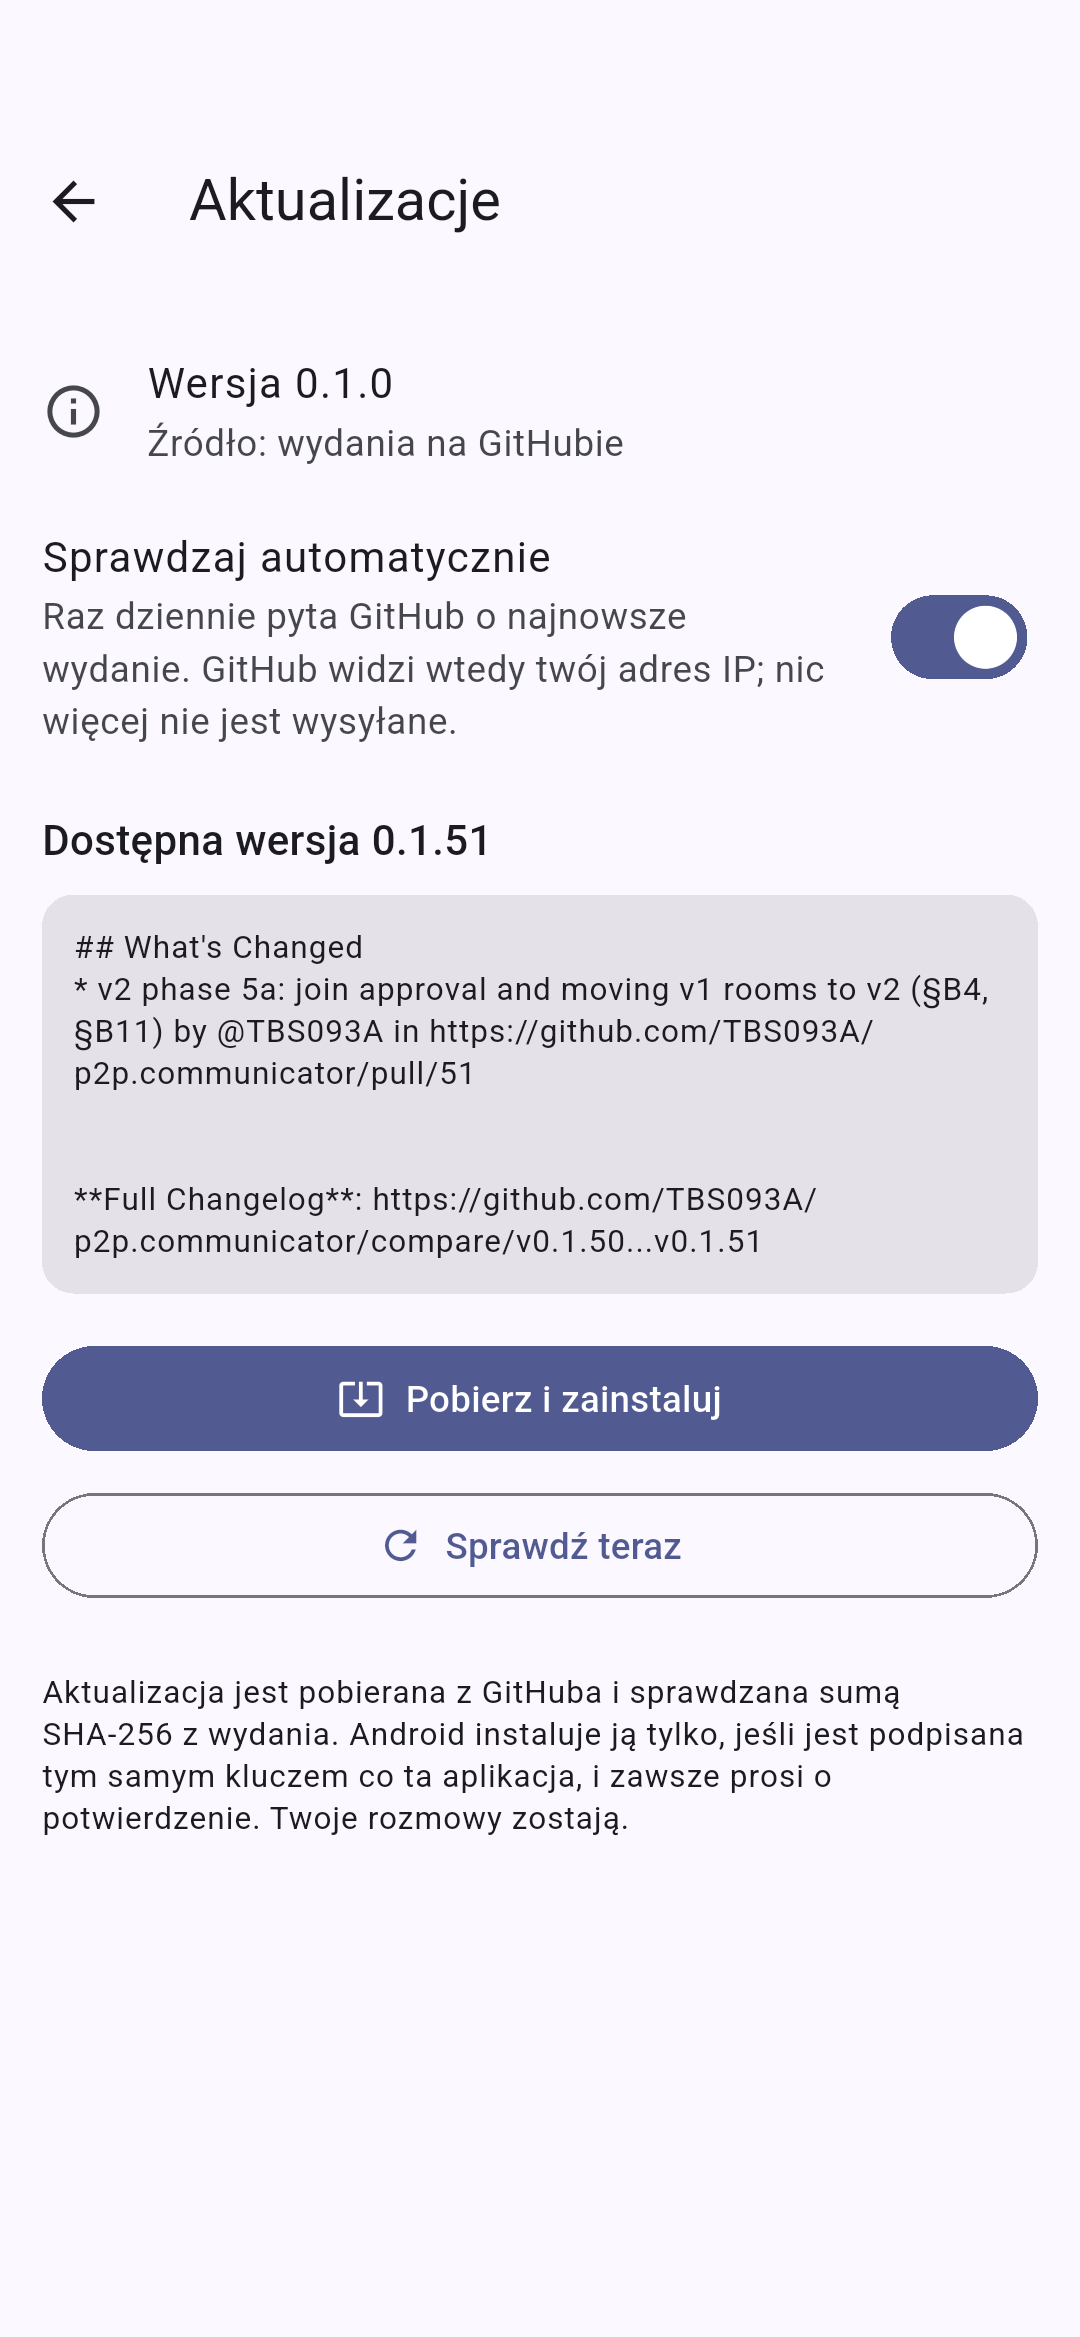 Aktualizacje
Wersja 0.1.0
Źródło: wydania na GitHubie
Sprawdzaj automatycznie
Raz dziennie pyta GitHub o najnowsze
wydanie. GitHub widzi wtedy twój adres IP; nic
więcej nie jest wysyłane.
Dostępna wersja 0.1.51
## What's Changed
* v2 phase 5a: join approval and moving v1 rooms to v2 (§B4,
§B11) by @TBS093A in https://github.com/TBS093A/
p2p.communicator/pull/51
**Full Changelog**: https://github.com/TBS093A/
p2p.communicator/compare/v0.1.50...v0.1.51
Pobierz i zainstaluj
Sprawdź teraz
Aktualizacja jest pobierana z GitHuba i sprawdzana sumą
SHA-256 z wydania. Android instaluje ją tylko, jeśli jest podpisana
tym samym kluczem co ta aplikacja, i zawsze prosi o
potwierdzenie. Twoje rozmowy zostają.